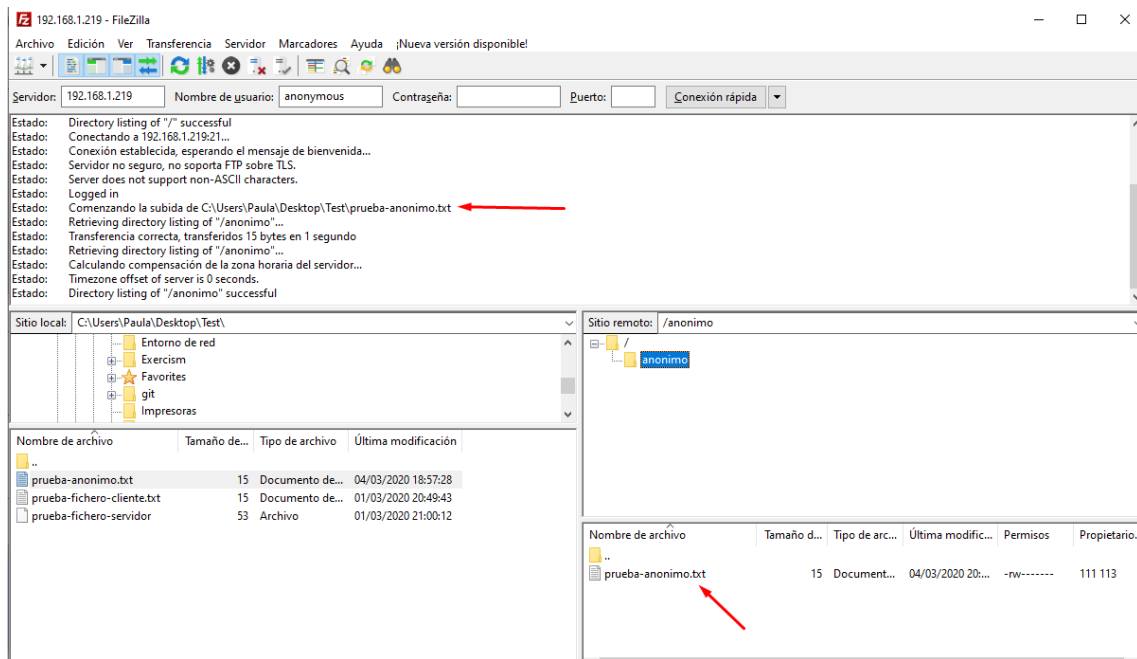 192.168.1.219 - FileZilla
Archivo Edición Ver Transferencia Servidor Marcadores Ayuda ¡Nueva versión disponible!
Servidor: 192.168.1.219 Nombre de usuario: anonymous Contraseña: Puerto: Conexión rápida
Estado: Directory listing of "/" successful
Estado: Conectando a 192.168.1.219:21...
Estado: Conexión establecida, esperando el mensaje de bienvenida...
Estado: Servidor no seguro, no soporta FTP sobre TLS.
Estado: Server does not support non-ASCII characters.
Estado: Logged in
Estado: Comenzando la subida de C:\Users\Paula\Desktop\Test\prueba-anonimo.txt
Estado: Retrieving directory listing of "/anonimo"...
Estado: Transferencia correcta, transferidos 15 bytes en 1 segundo
Estado: Retrieving directory listing of "/anonimo"...
Estado: Calculando compensación de la zona horaria del servidor...
Estado: Timezone offset of server is 0 seconds.
Estado: Directory listing of "/anonimo" successful
Sitio local: C:\Users\Paula\Desktop\Test\
Entorno de red
Exercism
Favorites
git
Impresoras
Nombre de archivo Tamaño de... Tipo de archivo Última modificación
..
prueba-anonimo.txt 15 Documento de... 04/03/2020 18:57:28
prueba-fichero-cliente.txt 15 Documento de... 01/03/2020 20:49:43
prueba-fichero-servidor 53 Archivo 01/03/2020 21:00:12
Sitio remoto: /anonimo
/
anonimo
Nombre de archivo Tamaño d... Tipo de arc... Última modific... Permisos Propietario...
..
prueba-anonimo.txt 15 Document... 04/03/2020 20:... -rw------- 111 113